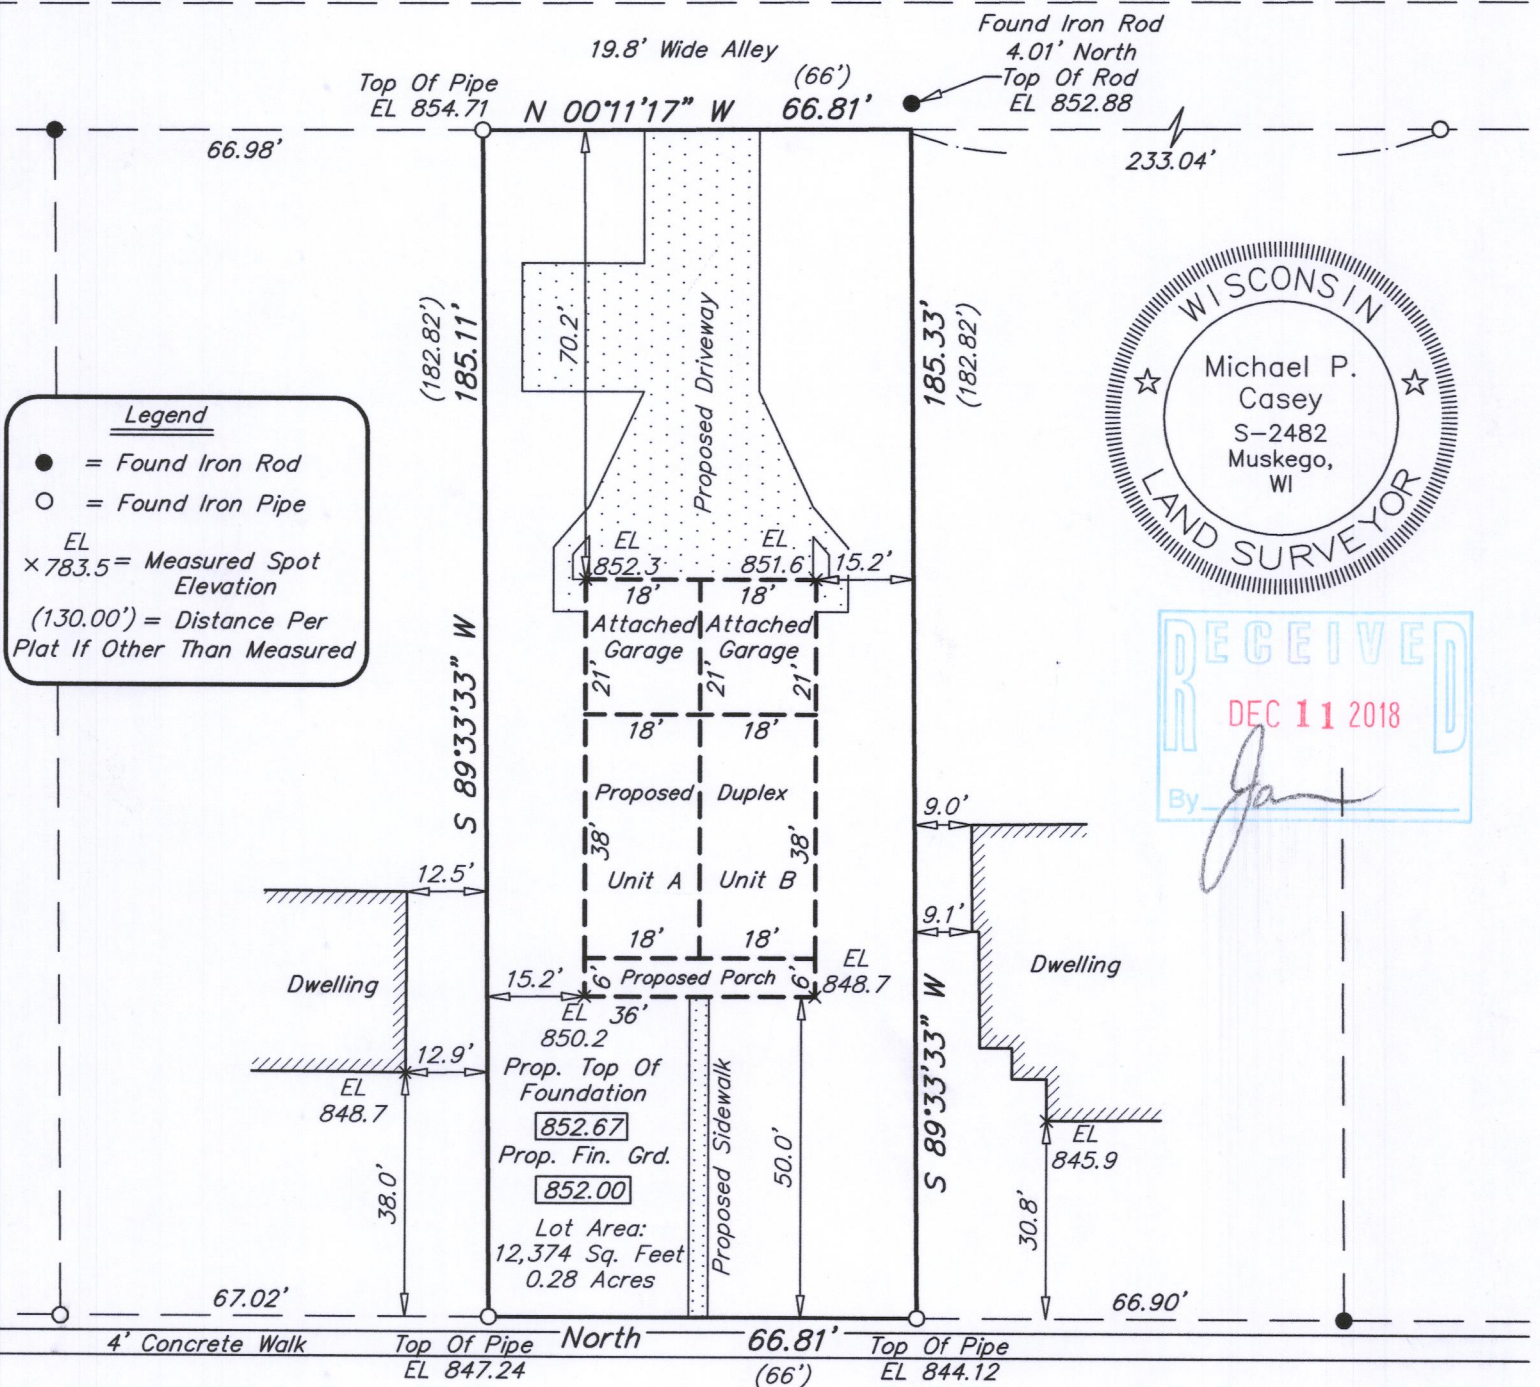 19.8' Wide Alley
Found Iron Rod
4.01' North
Top Of Rod
EL 852.88
Top Of Pipe
EL 854.71
N 00°11'17" W
(66')
66.81'
66.98'
233.04'
(182.82')
185.11'
70.2'
Proposed Driveway
185.33'
(182.82')
WISCONSIN
Michael P.
Casey
S-2482
Muskego,
WI
LAND SURVEYOR
Legend
= Found Iron Rod
= Found Iron Pipe
EL
×783.5 = Measured Spot
Elevation
(130.00') = Distance Per
Plat If Other Than Measured
EL
852.3
EL
851.6
15.2'
18'
18'
Attached
Garage
Attached
Garage
21'
21'
21'
18'
18'
S 89°33'33" W
RECEIVED
DEC 11 2018
By
Proposed Duplex
38'
38'
Unit A
Unit B
9.0'
12.5'
9.1'
18'
18'
Dwelling
Dwelling
15.2'
6'
Proposed Porch
6'
EL
848.7
36'
EL
850.2
S 89°33'33" W
12.9'
EL
848.7
Prop. Top Of
Foundation
852.67
Prop. Fin. Grd.
852.00
Lot Area:
12,374 Sq. Feet
0.28 Acres
Proposed Sidewalk
50.0'
38.0'
EL
845.9
30.8'
67.02'
66.90'
4' Concrete Walk
Top Of Pipe
EL 847.24
North
66.81'
(66')
Top Of Pipe
EL 844.12